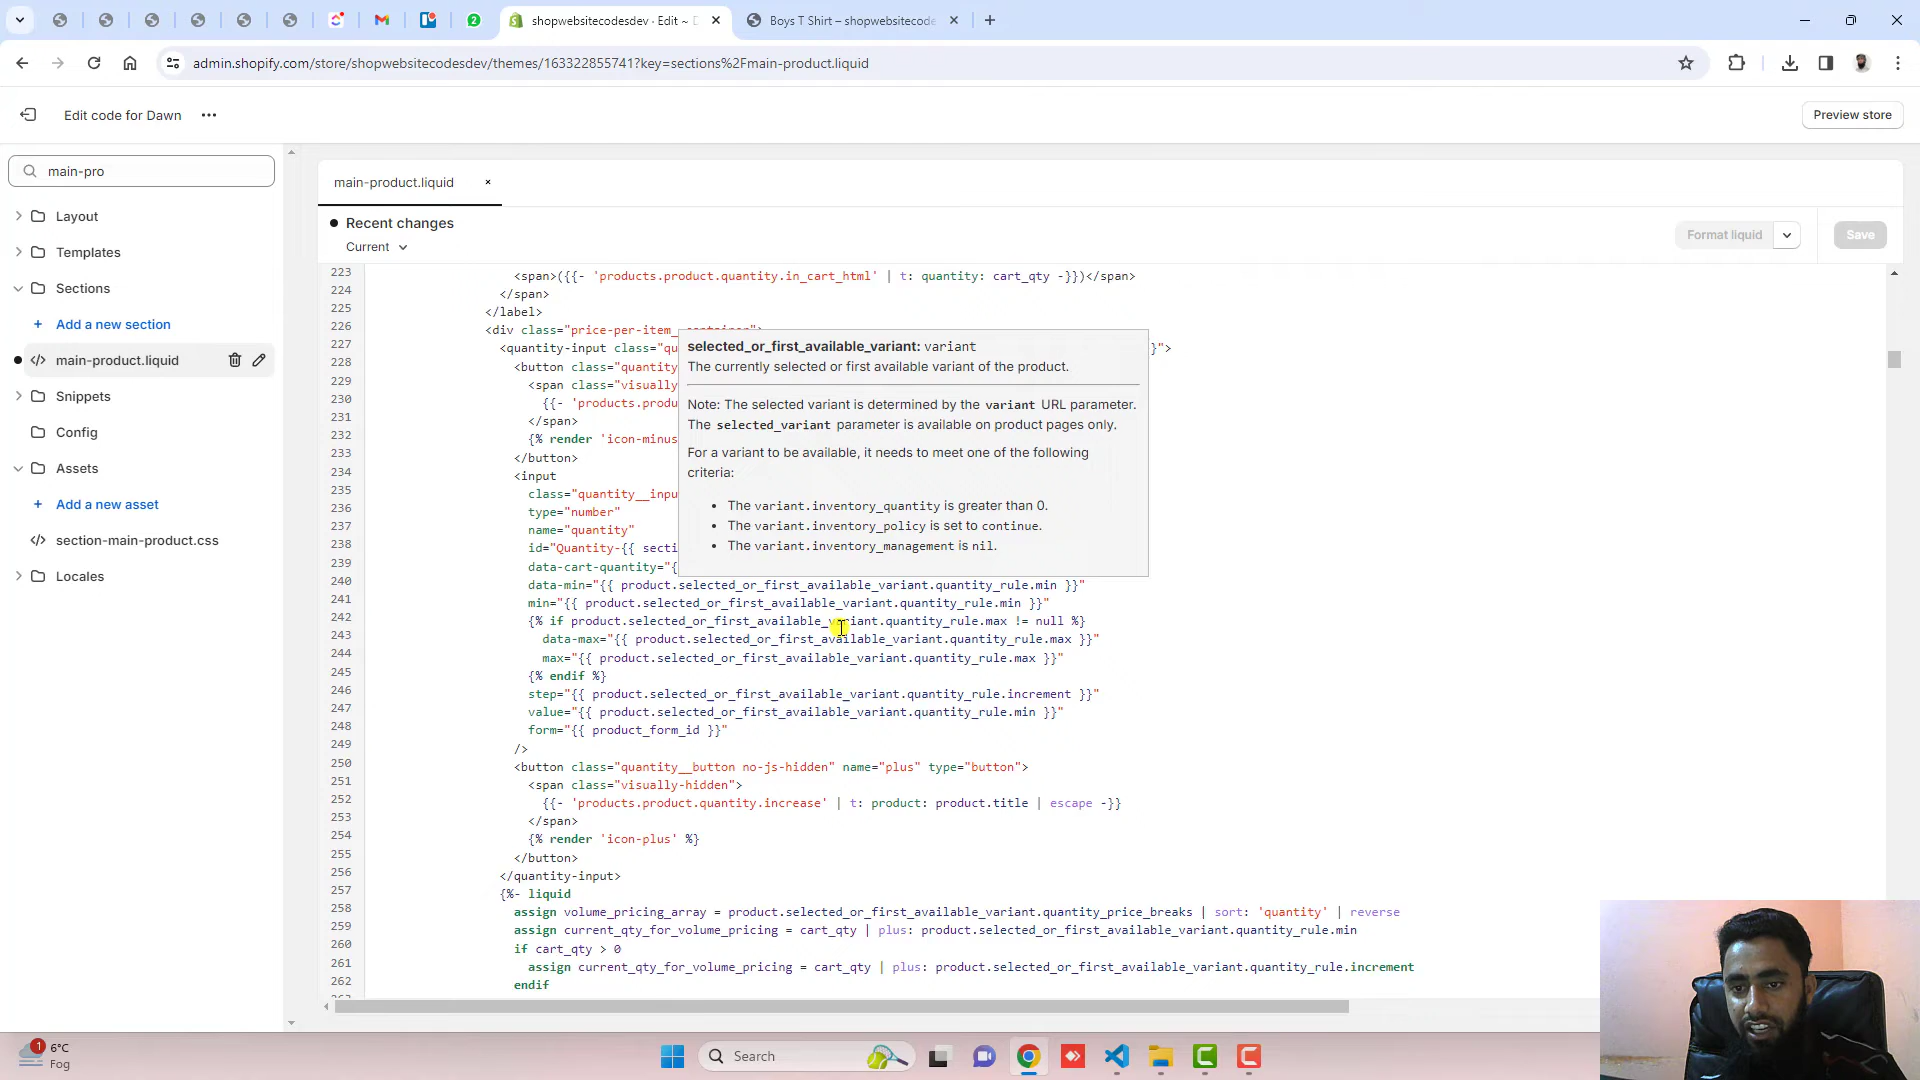 shopwebsitecodesdev · Edit ~ D
Boys T Shirt – shopwebsitecode
2
admin.shopify.com/store/shopwebsitecodesdev/themes/163322855741?key=sections%2Fmain-product.liquid
Edit code for Dawn
Preview store
main-pro
Layout
Templates
Sections
+ Add a new section
main-product.liquid
Snippets
Config
Assets
+ Add a new asset
section-main-product.css
Locales
main-product.liquid
Recent changes
Current
Format liquid
Save
223 <span>({{- 'products.product.quantity.in_cart_html' | t: quantity: cart_qty -}})</span>
224 </span>
225 </label>
226 <div class="price-per-item__container">
227 <quantity-input class="qu }">
228 <button class="quantity
229 <span class="visually
230 {{- 'products.produ
231 </span>
232 {% render 'icon-minus
233 </button>
234 <input
235 class="quantity__inpu
236 type="number"
237 name="quantity"
238 id="Quantity-{{ secti
239 data-cart-quantity="{
240 data-min="{{ product.selected_or_first_available_variant.quantity_rule.min }}"
241 min="{{ product.selected_or_first_available_variant.quantity_rule.min }}"
242 {% if product.selected_or_first_available_variant.quantity_rule.max != null %}
243 data-max="{{ product.selected_or_first_available_variant.quantity_rule.max }}"
244 max="{{ product.selected_or_first_available_variant.quantity_rule.max }}"
245 {% endif %}
246 step="{{ product.selected_or_first_available_variant.quantity_rule.increment }}"
247 value="{{ product.selected_or_first_available_variant.quantity_rule.min }}"
248 form="{{ product_form_id }}"
249 />
250 <button class="quantity__button no-js-hidden" name="plus" type="button">
251 <span class="visually-hidden">
252 {{- 'products.product.quantity.increase' | t: product: product.title | escape -}}
253 </span>
254 {% render 'icon-plus' %}
255 </button>
256 </quantity-input>
257 {%- liquid
258 assign volume_pricing_array = product.selected_or_first_available_variant.quantity_price_breaks | sort: 'quantity' | reverse
259 assign current_qty_for_volume_pricing = cart_qty | plus: product.selected_or_first_available_variant.quantity_rule.min
260 if cart_qty > 0
261 assign current_qty_for_volume_pricing = cart_qty | plus: product.selected_or_first_available_variant.quantity_rule.increment
262 endif
selected_or_first_available_variant: variant
The currently selected or first available variant of the product.
Note: The selected variant is determined by the variant URL parameter.
The selected_variant parameter is available on product pages only.
For a variant to be available, it needs to meet one of the following
criteria:
• The variant.inventory_quantity is greater than 0.
• The variant.inventory_policy is set to continue.
• The variant.inventory_management is nil.
1
6°C
Fog
Search